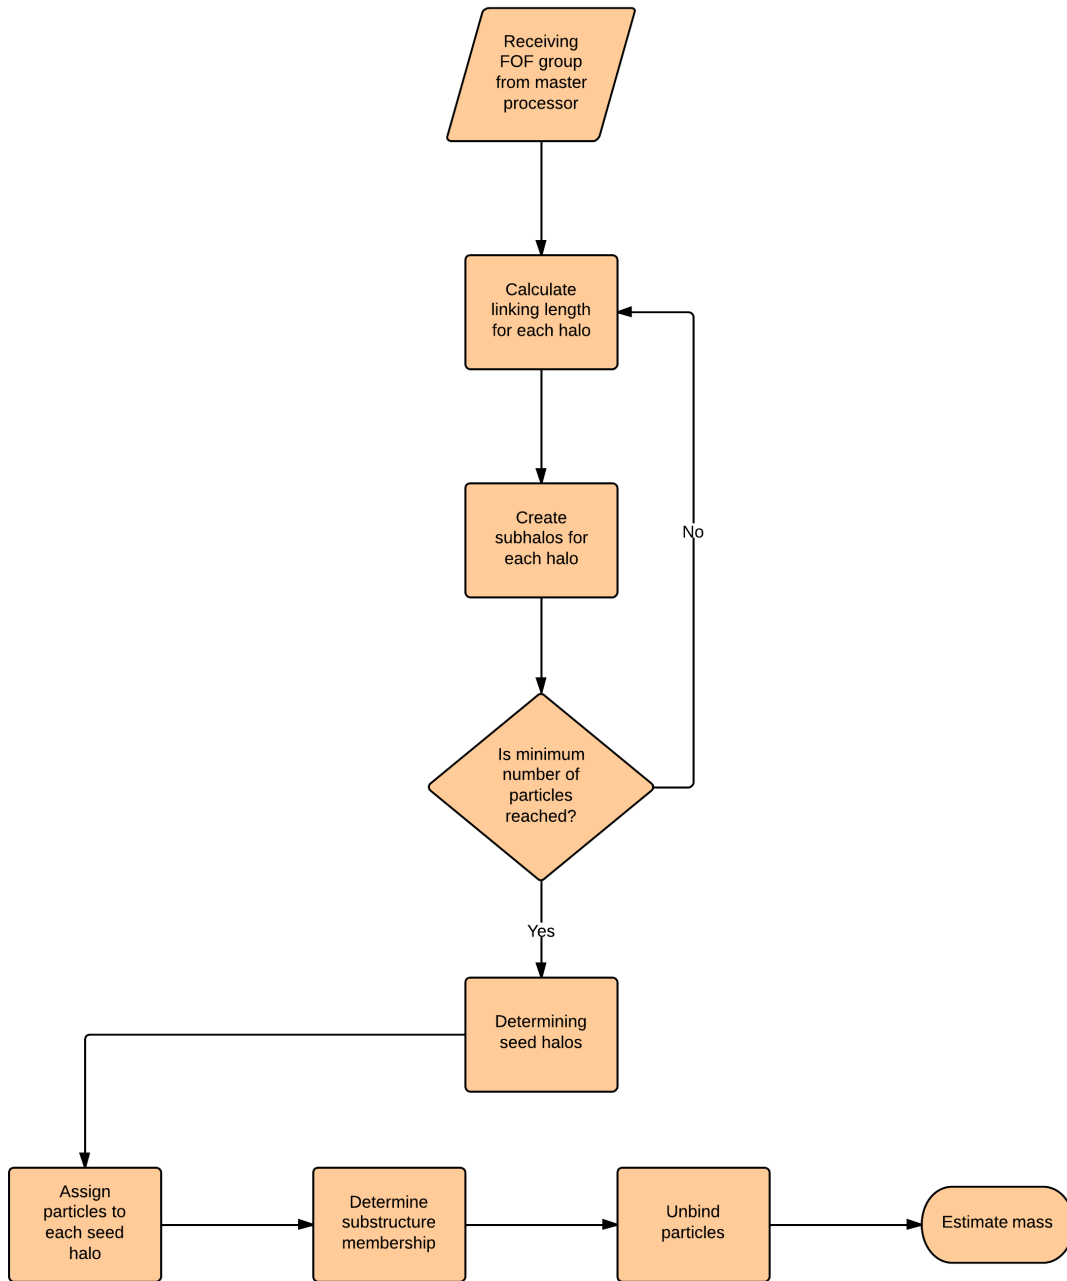 Receiving
FOF group
from master
processor
Calculate
linking length
for each halo
Create
subhalos for
each halo
No
Is minimum
number of
particles
reached?
Yes
Determining
seed halos
Assign
particles to
each seed
halo
Determine
substructure
membership
Unbind
particles
Estimate mass